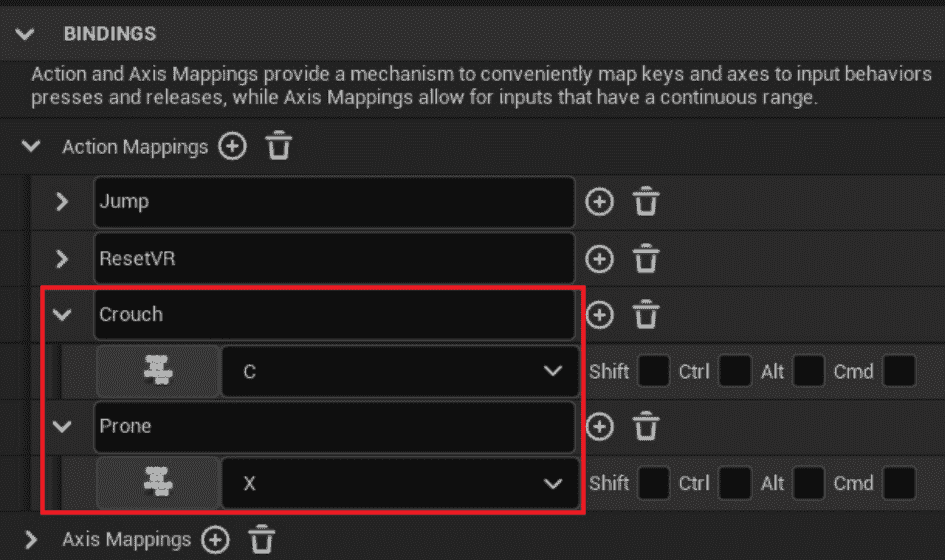 BINDINGS
Action and Axis Mappings provide a mechanism to conveniently map keys and axes to input behaviors
presses and releases, while Axis Mappings allow for inputs that have a continuous range.
Action Mappings
Jump
ResetVR
Crouch
C Shift Ctrl Alt Cmd
Prone
X Shift Ctrl Alt Cmd
Axis Mappings